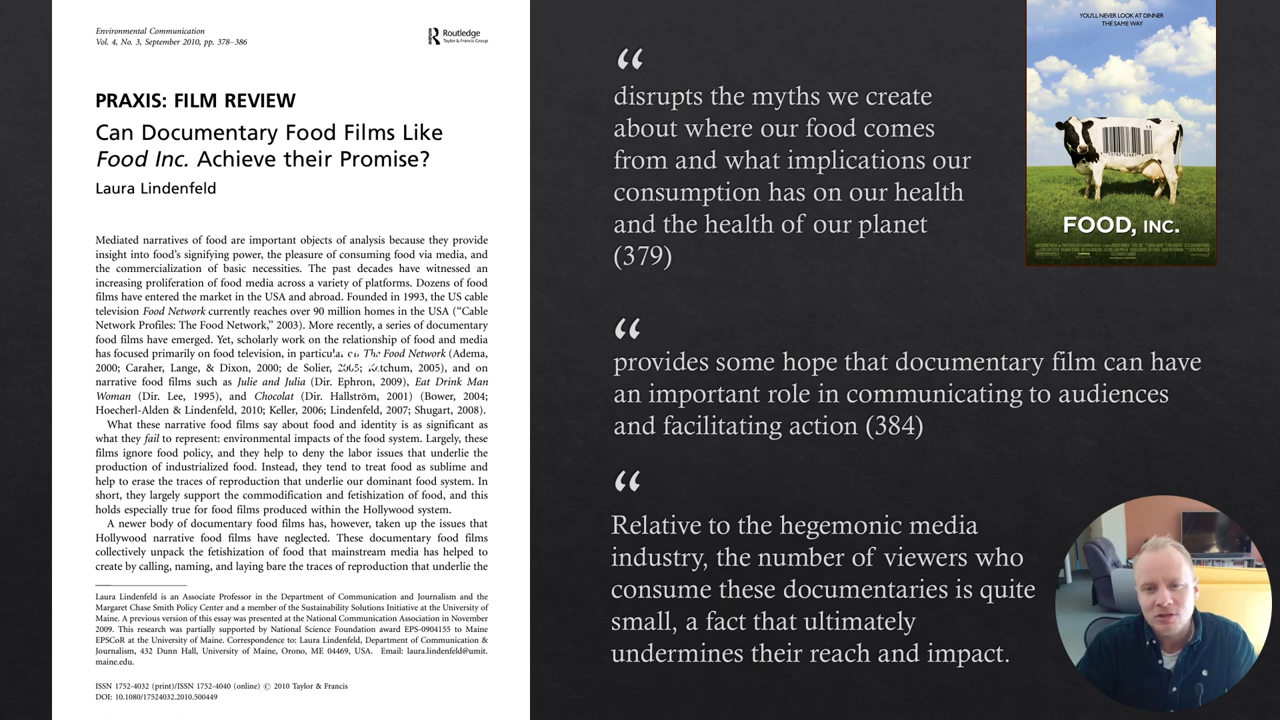 Environmental Communication
Vol. 4, No. 3, September 2010, pp. 378–386
Routledge
Taylor & Francis Group
PRAXIS: FILM REVIEW
Can Documentary Food Films Like
Food Inc. Achieve their Promise?
Laura Lindenfeld
Mediated narratives of food are important objects of analysis because they provide
insight into food's signifying power, the pleasure of consuming food via media, and
the commercialization of basic necessities. The past decades have witnessed an
increasing proliferation of food media across a variety of platforms. Dozens of food
films have entered the market in the USA and abroad. Founded in 1993, the US cable
television Food Network currently reaches over 90 million homes in the USA ("Cable
Network Profiles: The Food Network," 2003). More recently, a series of documentary
food films have emerged. Yet, scholarly work on the relationship of food and media
has focused primarily on food television, in particular on The Food Network (Adema,
2000; Caraher, Lange, & Dixon, 2000; de Solier, 2005; Ketchum, 2005), and on
narrative food films such as Julie and Julia (Dir. Ephron, 2009), Eat Drink Man
Woman (Dir. Lee, 1995), and Chocolat (Dir. Hallström, 2001) (Bower, 2004;
Hoecherl-Alden & Lindenfeld, 2010; Keller, 2006; Lindenfeld, 2007; Shugart, 2008).
What these narrative food films say about food and identity is as significant as
what they fail to represent: environmental impacts of the food system. Largely, these
films ignore food policy, and they help to deny the labor issues that underlie the
production of industrialized food. Instead, they tend to treat food as sublime and
help to erase the traces of reproduction that underlie our dominant food system. In
short, they largely support the commodification and fetishization of food, and this
holds especially true for food films produced within the Hollywood system.
A newer body of documentary food films has, however, taken up the issues that
Hollywood narrative food films have neglected. These documentary food films
collectively unpack the fetishization of food that mainstream media has helped to
create by calling, naming, and laying bare the traces of reproduction that underlie the
Laura Lindenfeld is an Associate Professor in the Department of Communication and Journalism and the
Margaret Chase Smith Policy Center and a member of the Sustainability Solutions Initiative at the University of
Maine. A previous version of this essay was presented at the National Communication Association in November
2009. This research was partially supported by National Science Foundation award EPS-0904155 to Maine
EPSCoR at the University of Maine. Correspondence to: Laura Lindenfeld, Department of Communication &
Journalism, 432 Dunn Hall, University of Maine, Orono, ME 04469, USA. Email: laura.lindenfeld@umit.
maine.edu.
ISSN 1752-4032 (print)/ISSN 1752-4040 (online) © 2010 Taylor & Francis
DOI: 10.1080/17524032.2010.500449
“
disrupts the myths we create
about where our food comes
from and what implications our
consumption has on our health
and the health of our planet
(379)
“
provides some hope that documentary film can have
an important role in communicating to audiences
and facilitating action (384)
“
Relative to the hegemonic media
industry, the number of viewers who
consume these documentaries is quite
small, a fact that ultimately
undermines their reach and impact.
YOU'LL NEVER LOOK AT DINNER
THE SAME WAY
FOOD, INC.